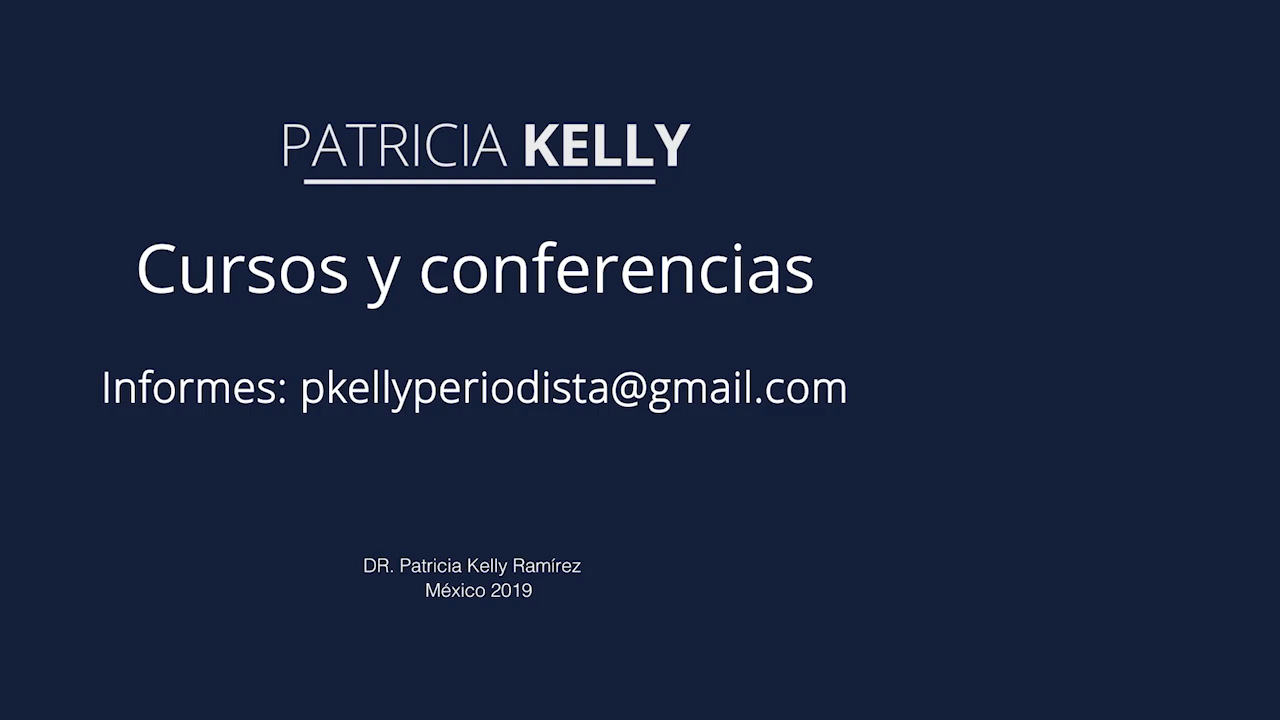 PATRICIA KELLY
Cursos y conferencias
Informes: pkellyperiodista@gmail.com
DR. Patricia Kelly Ramírez
México 2019